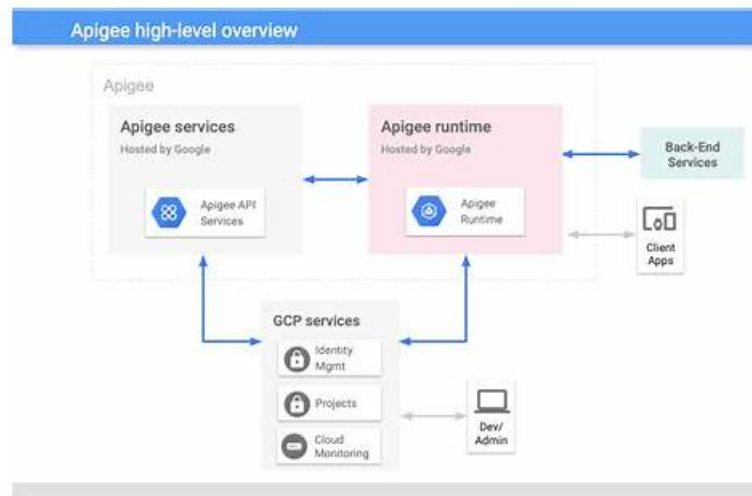 Apigee high-level overview
Apigee
Apigee services
Hosted by Google
Apigee API
Services
Apigee runtime
Hosted by Google
Apigee
Runtime
Back-End
Services
Client
Apps
GCP services
Identity
Mgmt
Projects
Cloud
Monitoring
Dev/
Admin